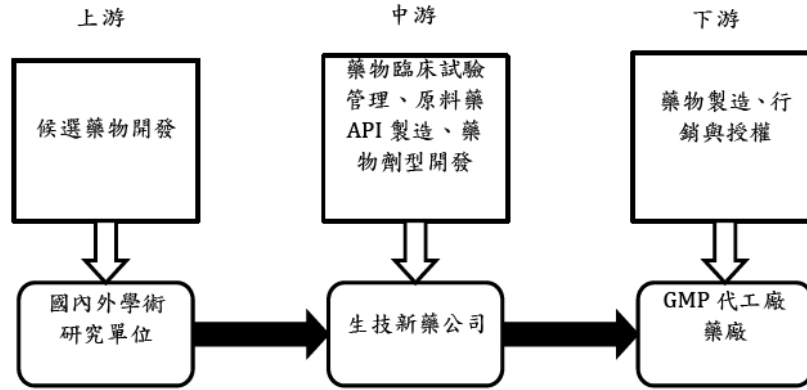 上游
中游
下游
候選藥物開發
藥物臨床試驗
管理、原料藥
API 製造、藥
物劑型開發
藥物製造、行
銷與授權
國內外學術
研究單位
生技新藥公司
GMP 代工廠
藥廠